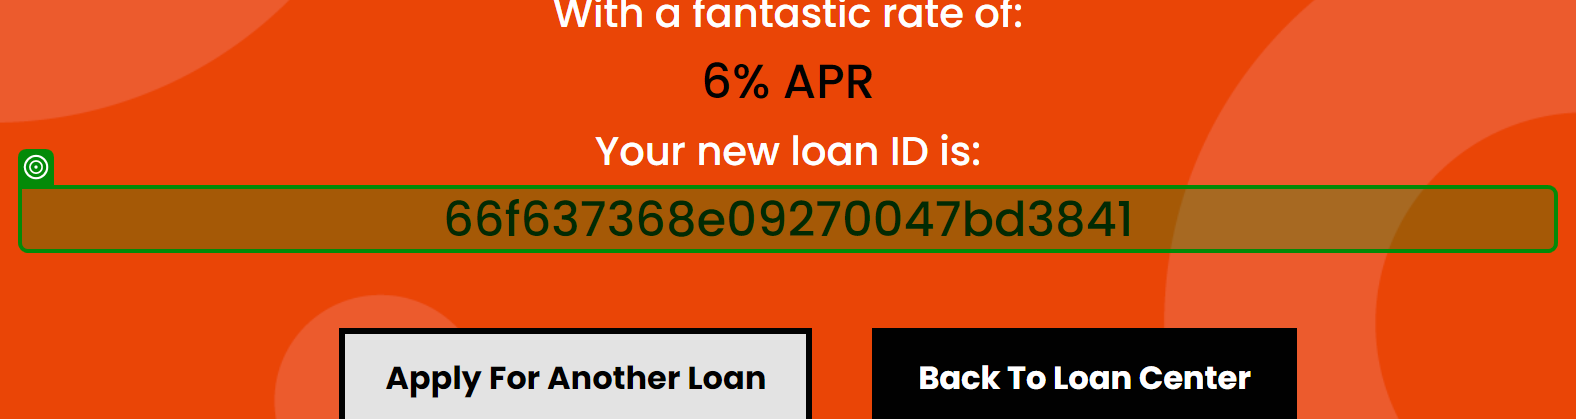 With a fantastic rate of:
6% APR
Your new loan ID is:
66f637368e09270047bd3841
Apply For Another Loan
Back To Loan Center